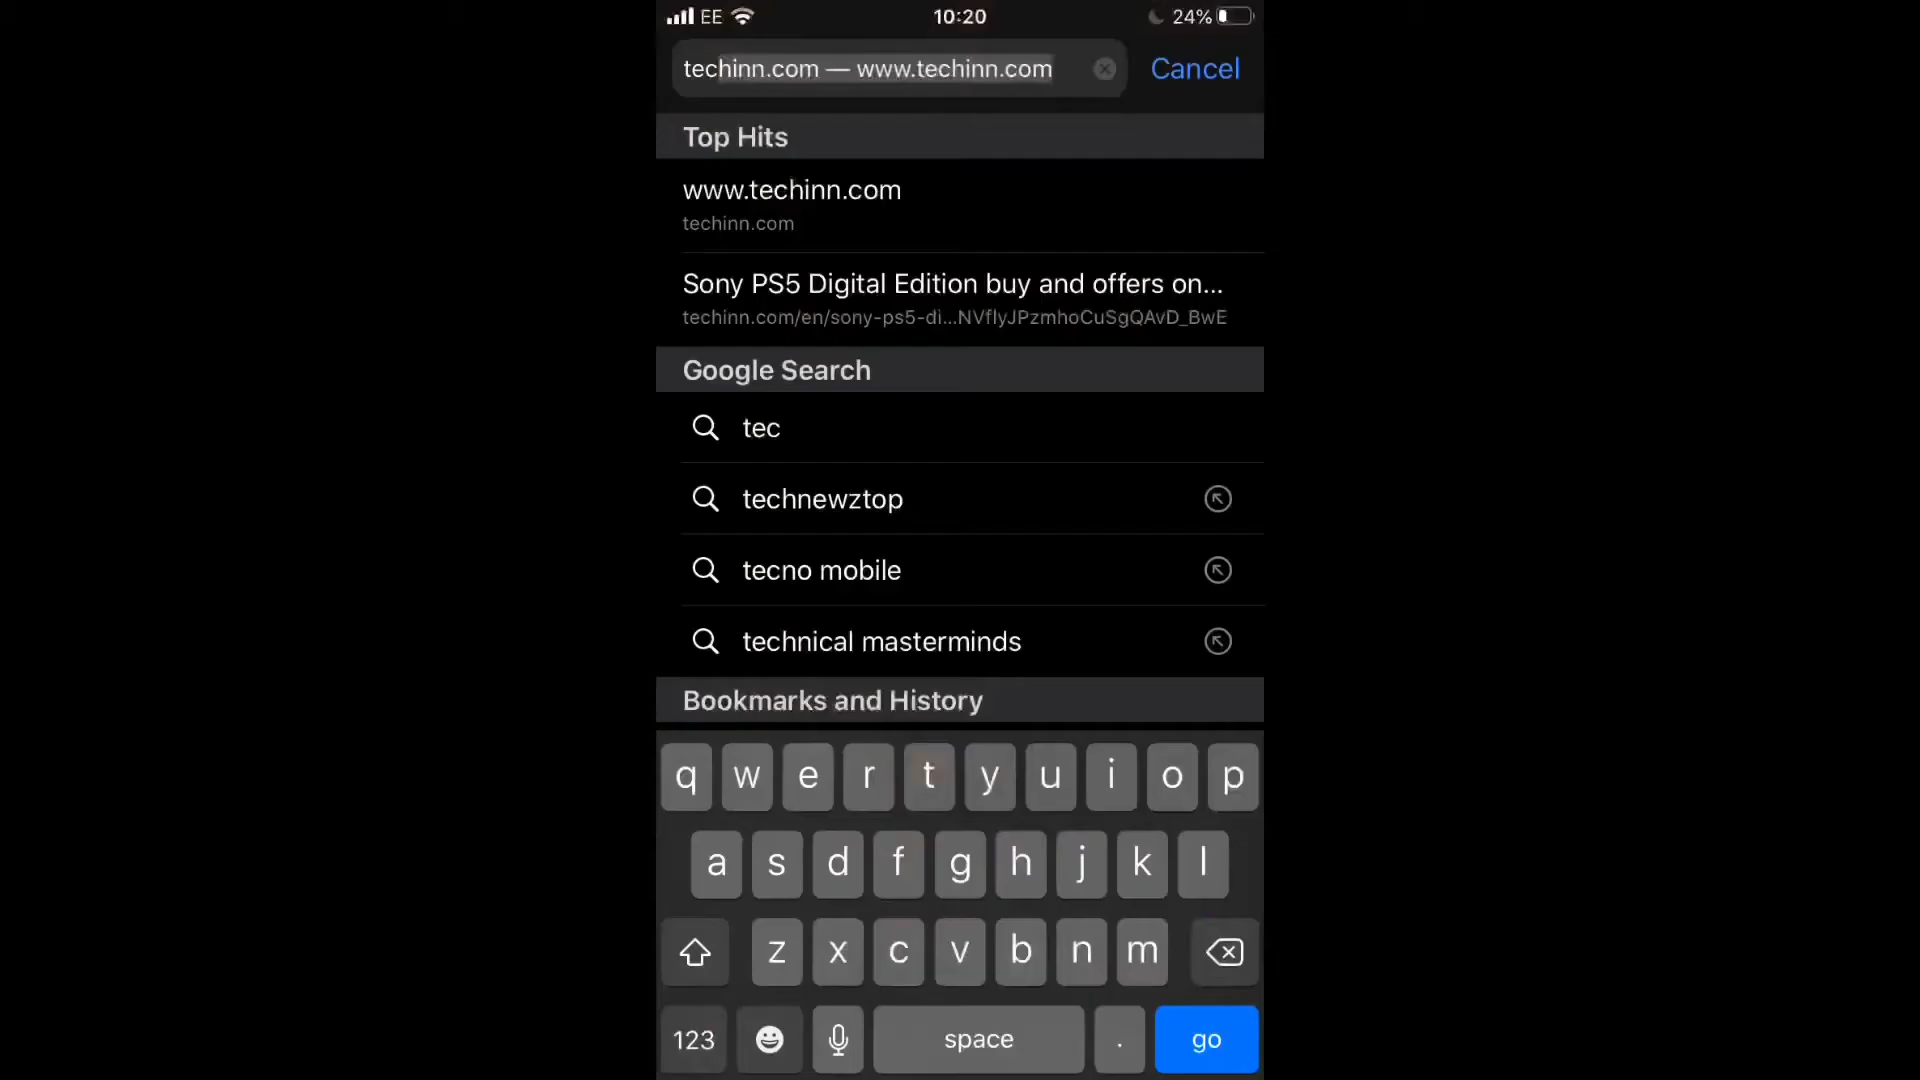 EE 10:20 24%
techinn.com — www.techinn.com Cancel
Top Hits
www.techinn.com
techinn.com
Sony PS5 Digital Edition buy and offers on...
techinn.com/en/sony-ps5-di...NVflyJPzmhoCuSgQAvD_BwE
Google Search
tec
technewztop
tecno mobile
technical masterminds
Bookmarks and History
q w e r t y u i o p
a s d f g h j k l
z x c v b n m
123 space . go